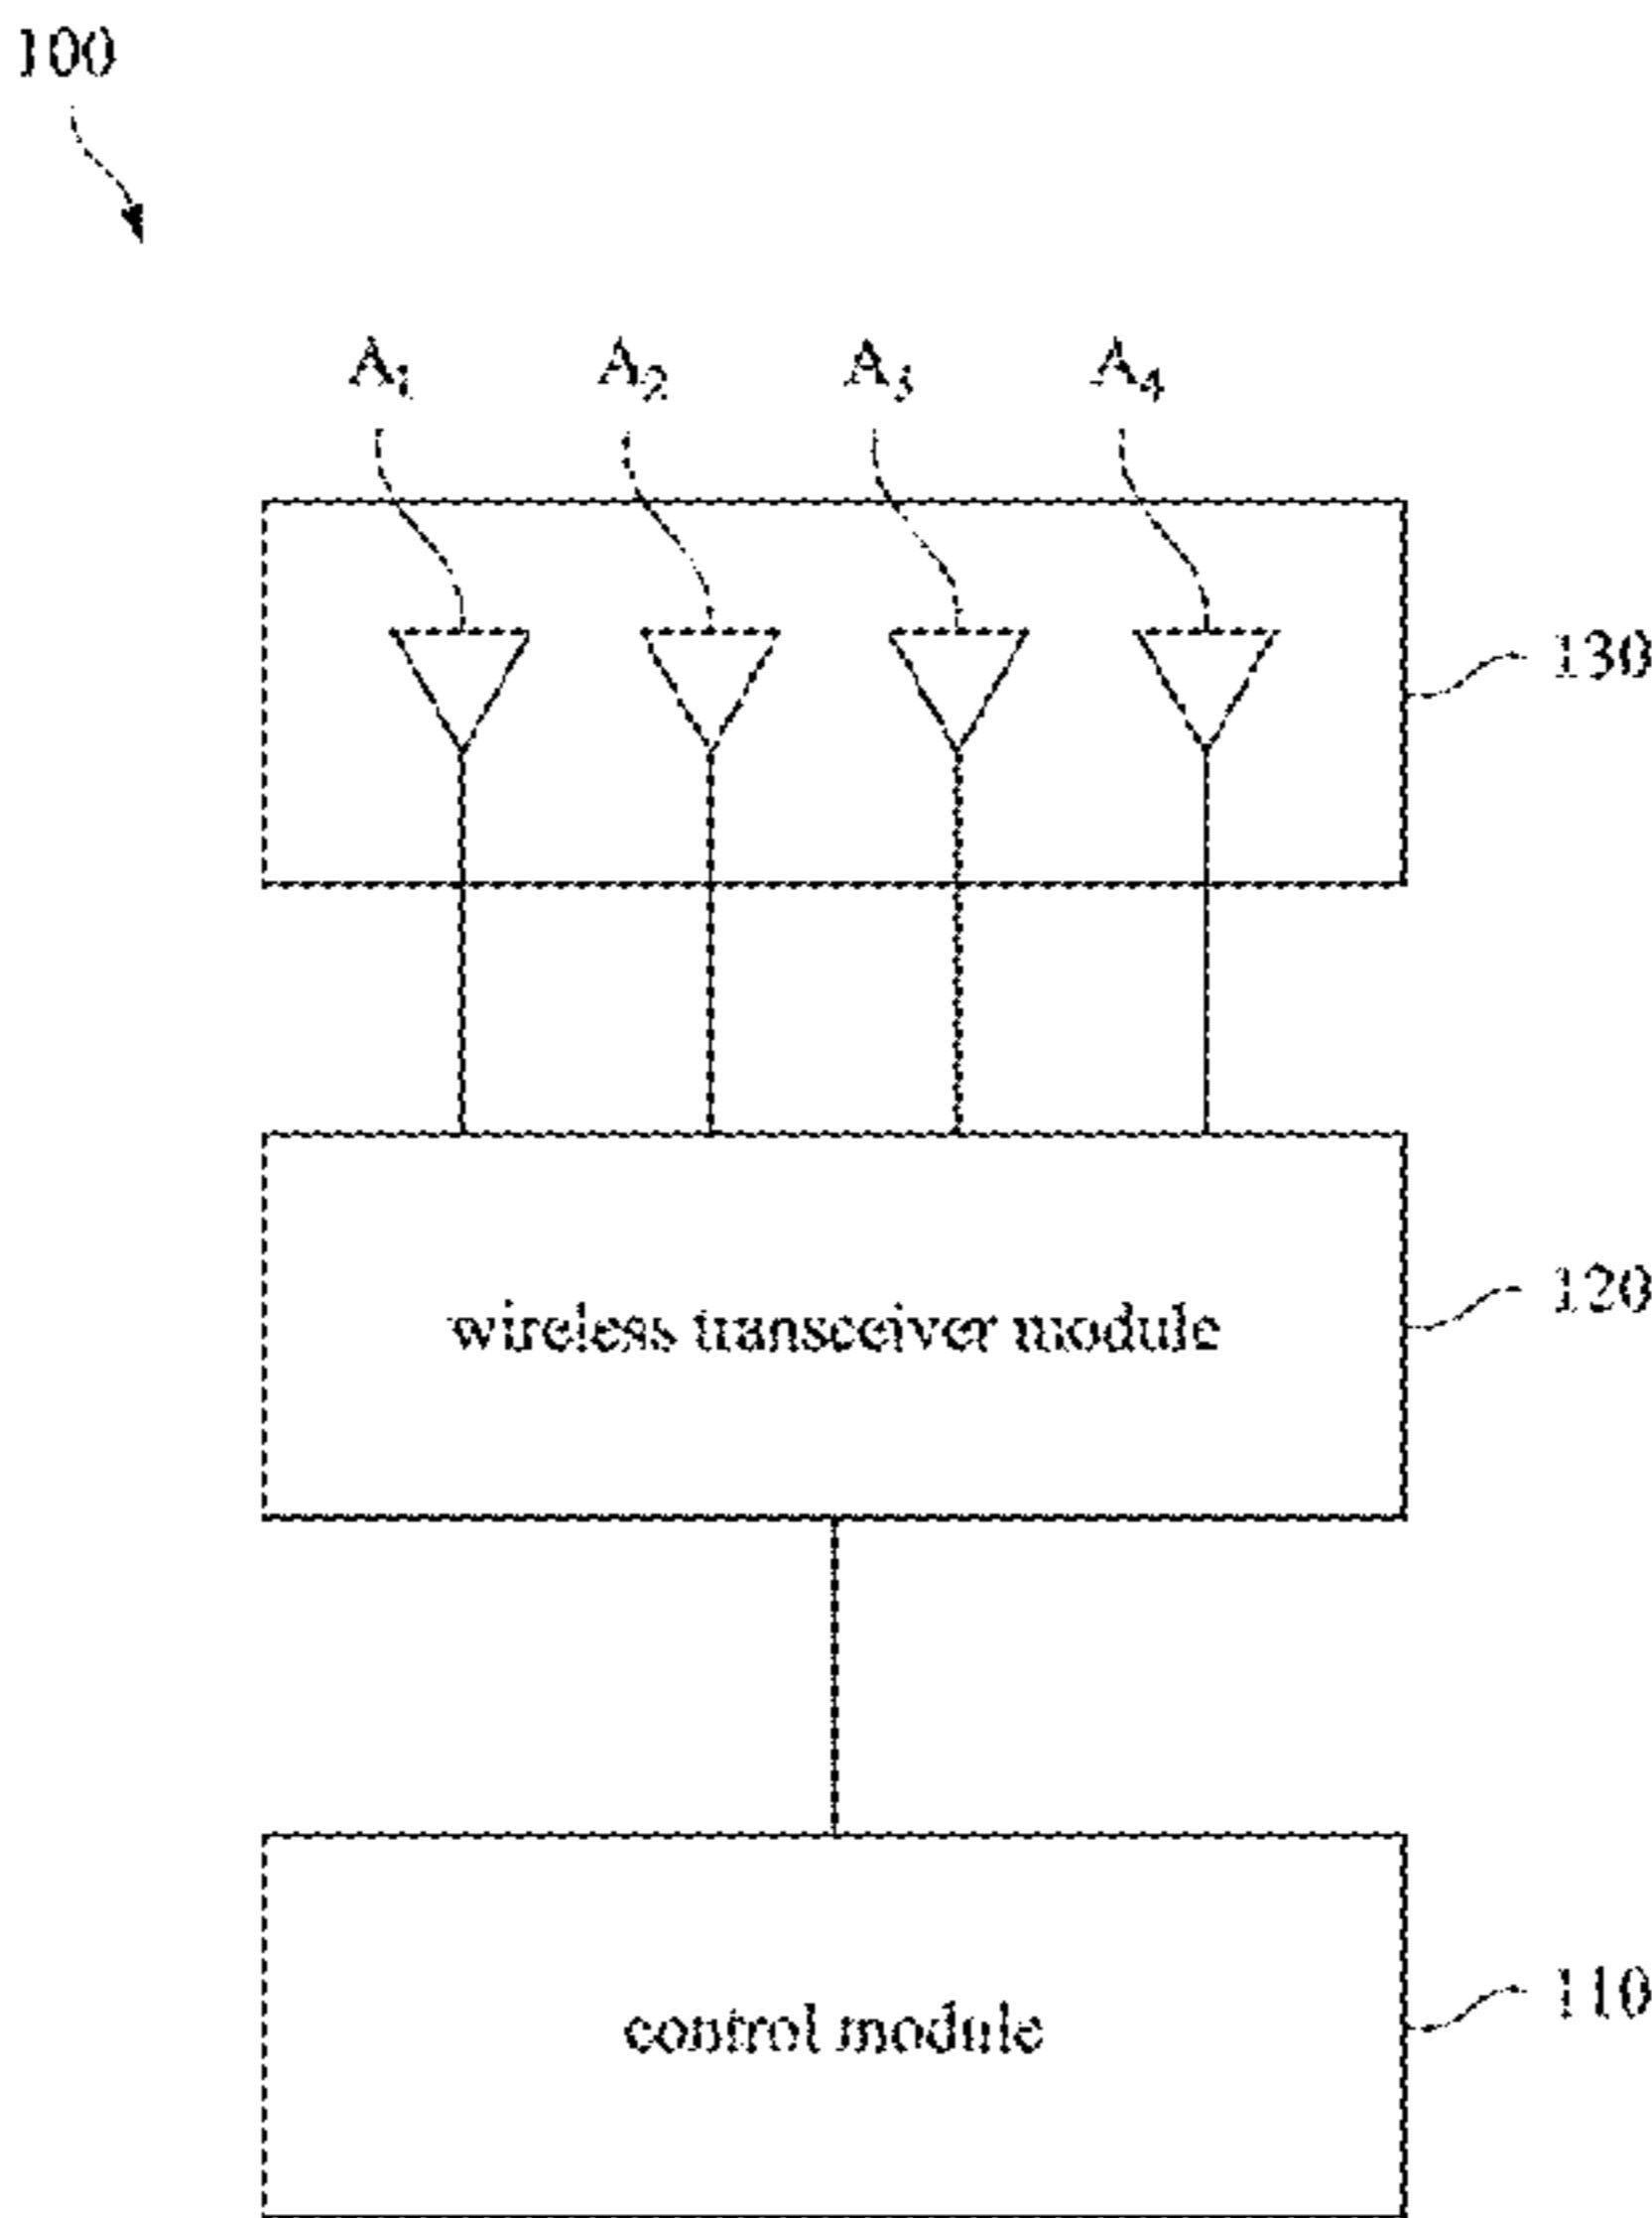 100
A1 A2 A3 A4
130
120
wireless transceiver module
110
control module